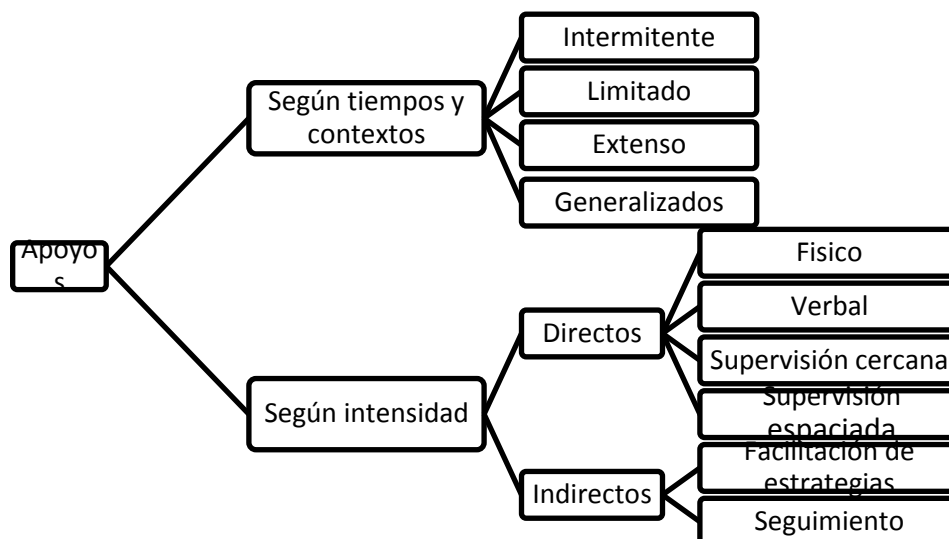 Apoyo
s
Según tiempos y
contextos
Intermitente
Limitado
Extenso
Generalizados
Según intensidad
Directos
Fisico
Verbal
Supervisión cercana
Supervisión
espaciada
Indirectos
Facilitación de
estrategias
Seguimiento